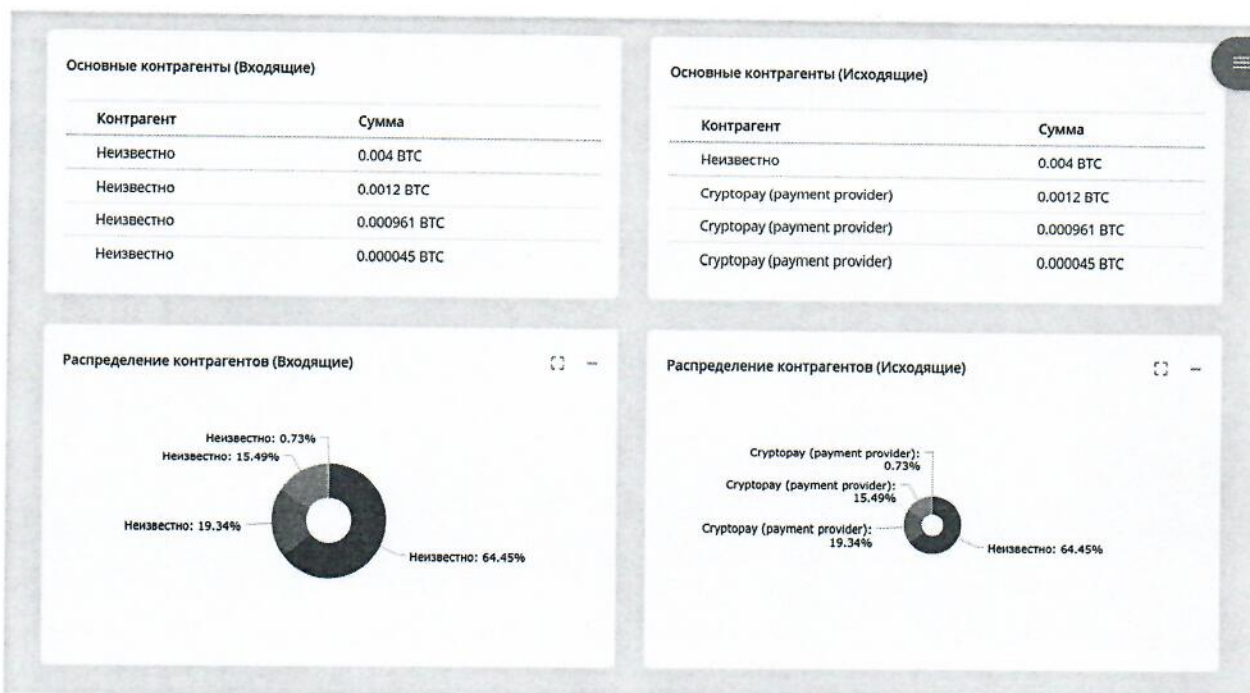 Основные контрагенты (Входящие)
Контрагент Сумма
Неизвестно 0.004 BTC
Неизвестно 0.0012 BTC
Неизвестно 0.000961 BTC
Неизвестно 0.000045 BTC
Основные контрагенты (Исходящие)
Контрагент Сумма
Неизвестно 0.004 BTC
Cryptopay (payment provider) 0.0012 BTC
Cryptopay (payment provider) 0.000961 BTC
Cryptopay (payment provider) 0.000045 BTC
Распределение контрагентов (Входящие)
Неизвестно: 0.73%
Неизвестно: 15.49%
Неизвестно: 19.34%
Неизвестно: 64.45%
Распределение контрагентов (Исходящие)
Cryptopay (payment provider):
0.73%
Cryptopay (payment provider):
15.49%
Cryptopay (payment provider):
19.34%
Неизвестно: 64.45%